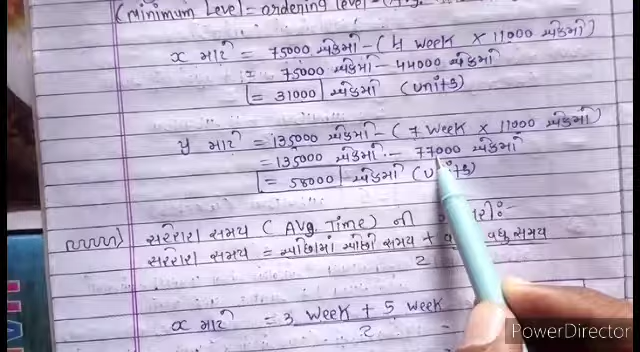 (Minimum Level = ordering level - (Avg.
x માટે = 75000 એકમો - (4 week × 11000 એકમો)
= 75000 એકમો - 44000 એકમો
= 31000 એકમો (units)
y માટે = 135000 એકમો - (7 week × 11000 એકમો)
= 135000 એકમો - 77000 એકમો
= 58000 એકમો (units)
સરેરાશ સમય (Avg. Time) ની
સરેરાશ સમય = ઓછામાં ઓછો સમય + વધુ સમય
2
x માટે = 3 week + 5 week
2
PowerDirector